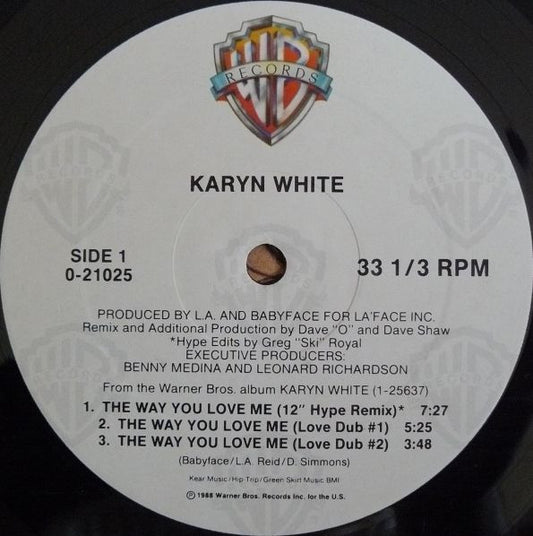 WB
RECORDS
KARYN WHITE
SIDE 1
0-21025
33 1/3 RPM
PRODUCED BY L.A. AND BABYFACE FOR LA'FACE INC.
Remix and Additional Production by Dave "O" and Dave Shaw
*Hype Edits by Greg "Ski" Royal
EXECUTIVE PRODUCERS:
BENNY MEDINA AND LEONARD RICHARDSON
From the Warner Bros. album KARYN WHITE (1-25637)
1. THE WAY YOU LOVE ME (12" Hype Remix)* 7:27
2. THE WAY YOU LOVE ME (Love Dub #1) 5:25
3. THE WAY YOU LOVE ME (Love Dub #2) 3:48
(Babyface/L.A. Reid/D. Simmons)
Kear Music/Hip Trip/Green Skirt Music BMI
℗ 1988 Warner Bros. Records Inc. for the U.S.